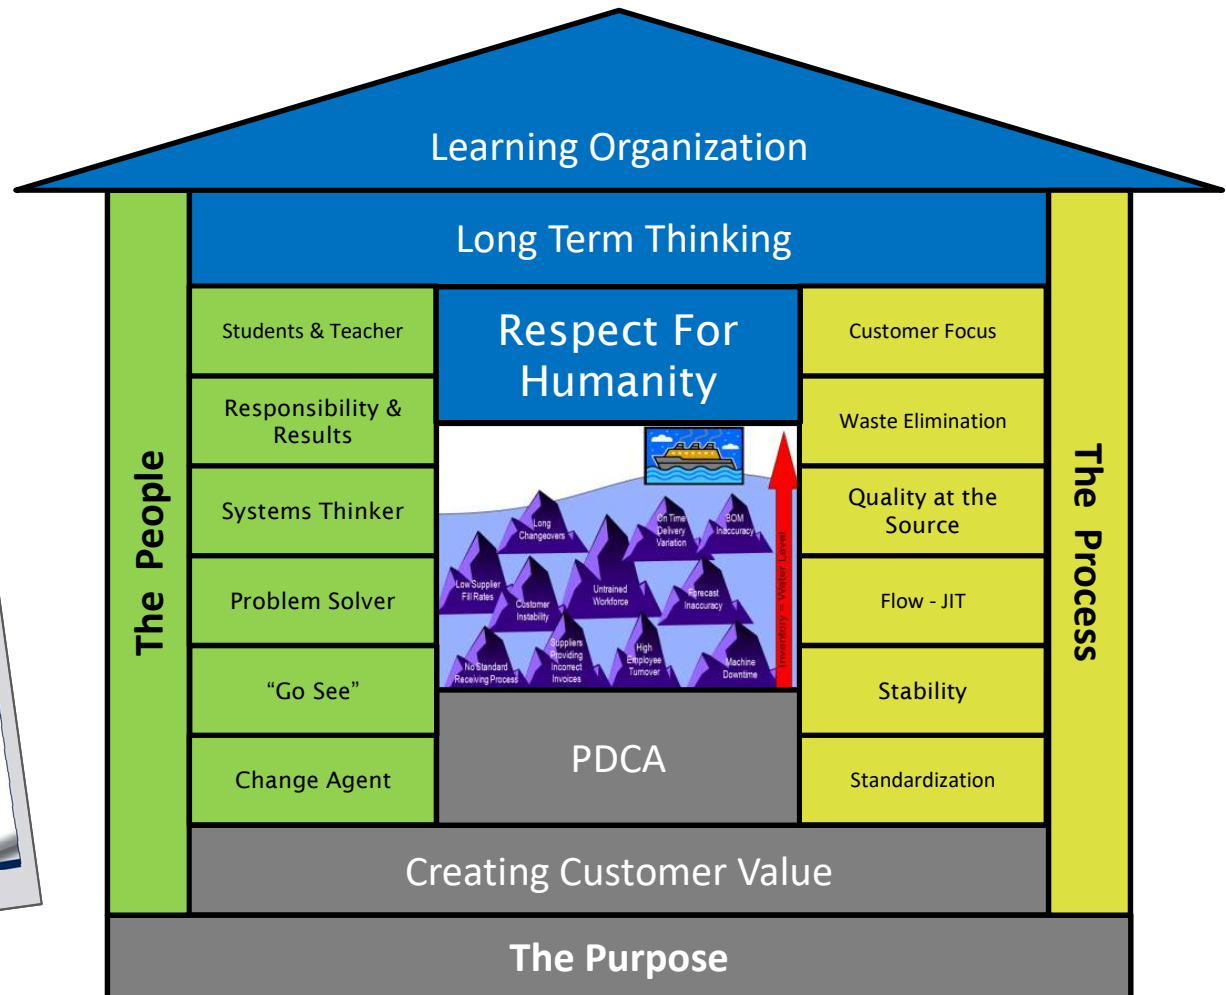 Learning Organization
Long Term Thinking
The People
Students & Teacher
Responsibility &
Results
Systems Thinker
Problem Solver
“Go See”
Change Agent
Respect For
Humanity
Long
Changeovers
On Time
Delivery
Variation
BOM
Inaccuracy
Low Supplier
Fill Rates
Customer
Instability
Untrained
Workforce
Forecast
Inaccuracy
No Standard
Receiving Process
Suppliers
Providing
Incorrect
Invoices
High
Employee
Turnover
Machine
Downtime
Inventory = Water Level
PDCA
Customer Focus
Waste Elimination
Quality at the
Source
Flow - JIT
Stability
Standardization
The Process
Creating Customer Value
The Purpose